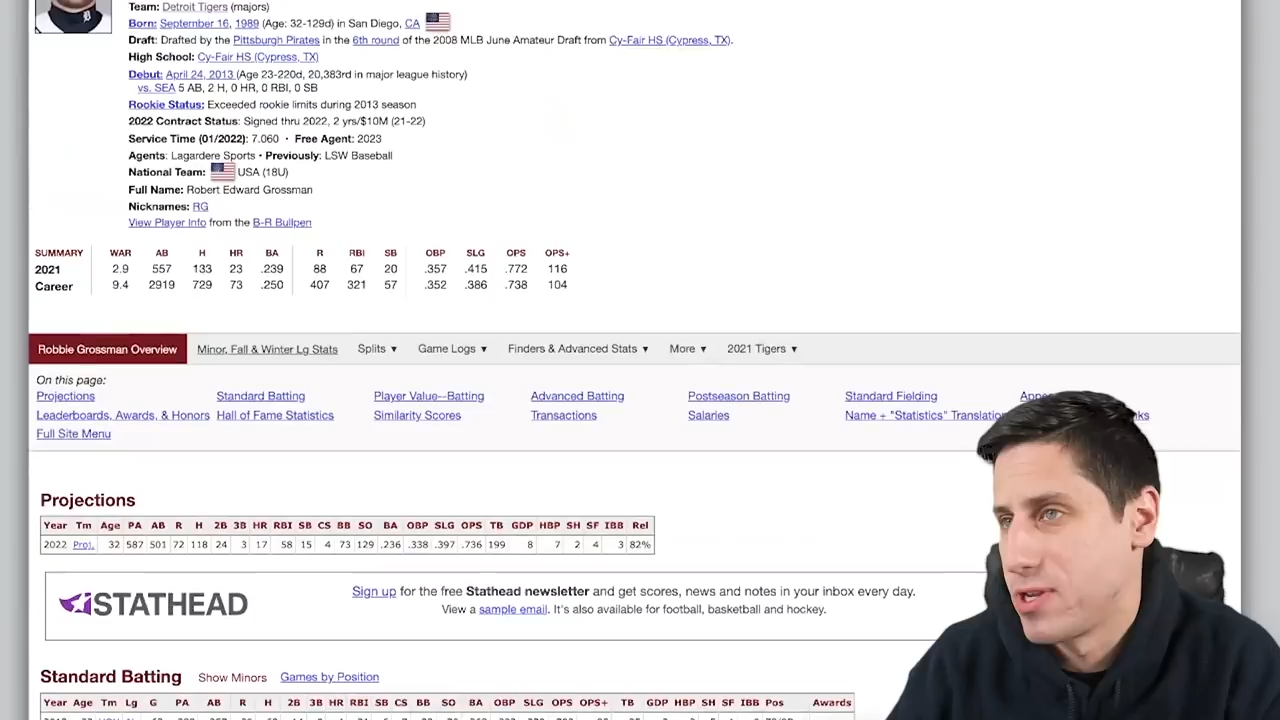 Team: Detroit Tigers (majors)
Born: September 16, 1989 (Age: 32-129d) in San Diego, CA
Draft: Drafted by the Pittsburgh Pirates in the 6th round of the 2008 MLB June Amateur Draft from Cy-Fair HS (Cypress, TX).
High School: Cy-Fair HS (Cypress, TX)
Debut: April 24, 2013 (Age 23-220d, 20,383rd in major league history)
vs. SEA 5 AB, 2 H, 0 HR, 0 RBI, 0 SB
Rookie Status: Exceeded rookie limits during 2013 season
2022 Contract Status: Signed thru 2022, 2 yrs/$10M (21-22)
Service Time (01/2022): 7.060 • Free Agent: 2023
Agents: Lagardere Sports • Previously: LSW Baseball
National Team: USA (18U)
Full Name: Robert Edward Grossman
Nicknames: RG
View Player Info from the B-R Bullpen
SUMMARY WAR AB H HR BA R RBI SB OBP SLG OPS OPS+
2021 2.9 557 133 23 .239 88 67 20 .357 .415 .772 116
Career 9.4 2919 729 73 .250 407 321 57 .352 .386 .738 104
Robbie Grossman Overview Minor, Fall & Winter Lg Stats Splits ▼ Game Logs ▼ Finders & Advanced Stats ▼ More ▼ 2021 Tigers ▼
On this page:
Projections Standard Batting Player Value--Batting Advanced Batting Postseason Batting Standard Fielding
Leaderboards, Awards, & Honors Hall of Fame Statistics Similarity Scores Transactions Salaries Name + "Statistics"
Full Site Menu
Projections
Year Tm Age PA AB R H 2B 3B HR RBI SB CS BB SO BA OBP SLG OPS TB GDP HBP SH SF IBB Rel
2022 Proj. 32 587 501 72 118 24 3 17 58 15 4 73 129 .236 .338 .397 .736 199 8 7 2 4 3 82%
STATHEAD
Sign up for the free Stathead newsletter and get scores, news and notes in your inbox every day.
View a sample email. It's also available for football, basketball and hockey.
Standard Batting Show Minors Games by Position
Year Age Tm Lg G PA AB R H 2B 3B HR RBI SB CS BB SO BA OBP SLG OPS OPS+ TB GDP HBP SH SF IBB Pos Awards